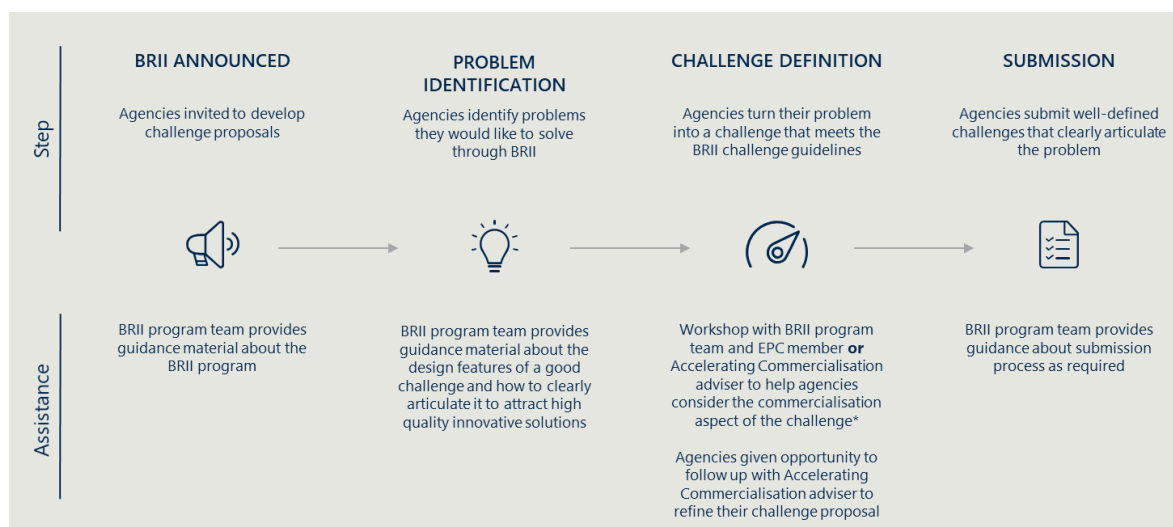 BRII ANNOUNCED
Agencies invited to develop
challenge proposals
PROBLEM
IDENTIFICATION
Agencies identify problems
they would like to solve
through BRII
CHALLENGE DEFINITION
Agencies turn their problem
into a challenge that meets the
BRII challenge guidelines
SUBMISSION
Agencies submit well-defined
challenges that clearly articulate
the problem
Step
Assistance
BRII program team provides
guidance material about the
BRII program
BRII program team provides
guidance material about the
design features of a good
challenge and how to clearly
articulate it to attract high
quality innovative solutions
Workshop with BRII program
team and EPC member or
Accelerating Commercialisation
adviser to help agencies
consider the commercialisation
aspect of the challenge*
Agencies given opportunity to
follow up with Accelerating
Commercialisation adviser to
refine their challenge proposal
BRII program team provides
guidance about submission
process as required